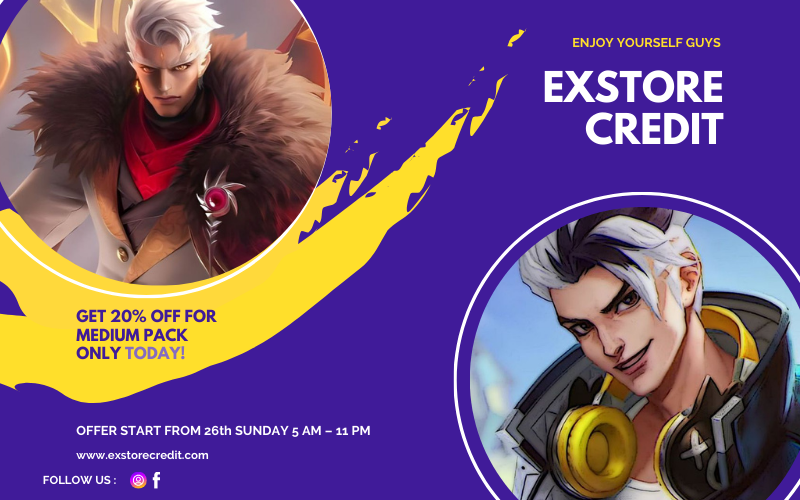 ENJOY YOURSELF GUYS
EXSTORE
CREDIT
GET 20% OFF FOR
MEDIUM PACK
ONLY TODAY!
OFFER START FROM 26th SUNDAY 5 AM – 11 PM
www.exstorecredit.com
FOLLOW US :